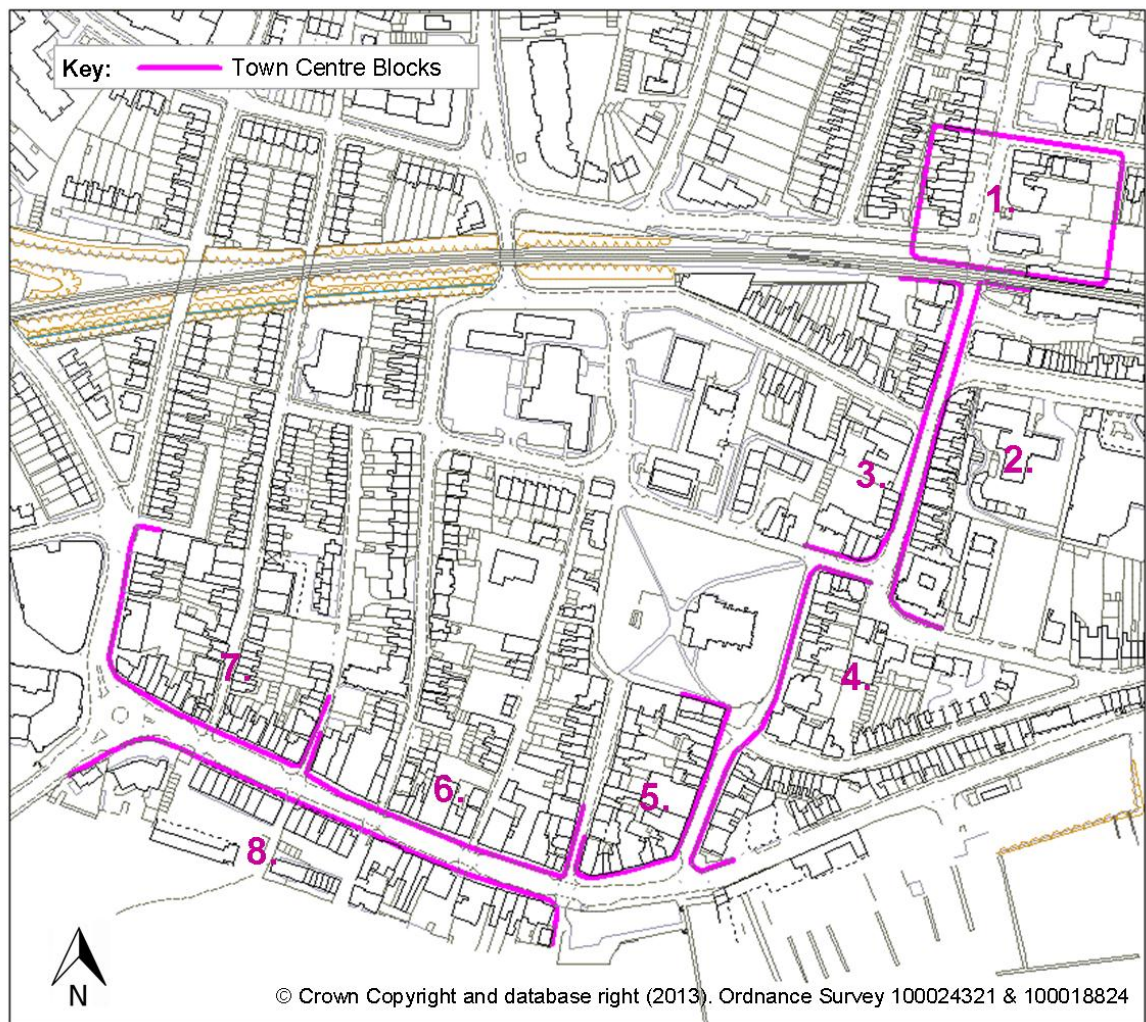 Key: Town Centre Blocks
1.
2.
3.
4.
5.
6.
7.
8.
N
© Crown Copyright and database right (2013). Ordnance Survey 100024321 & 100018824